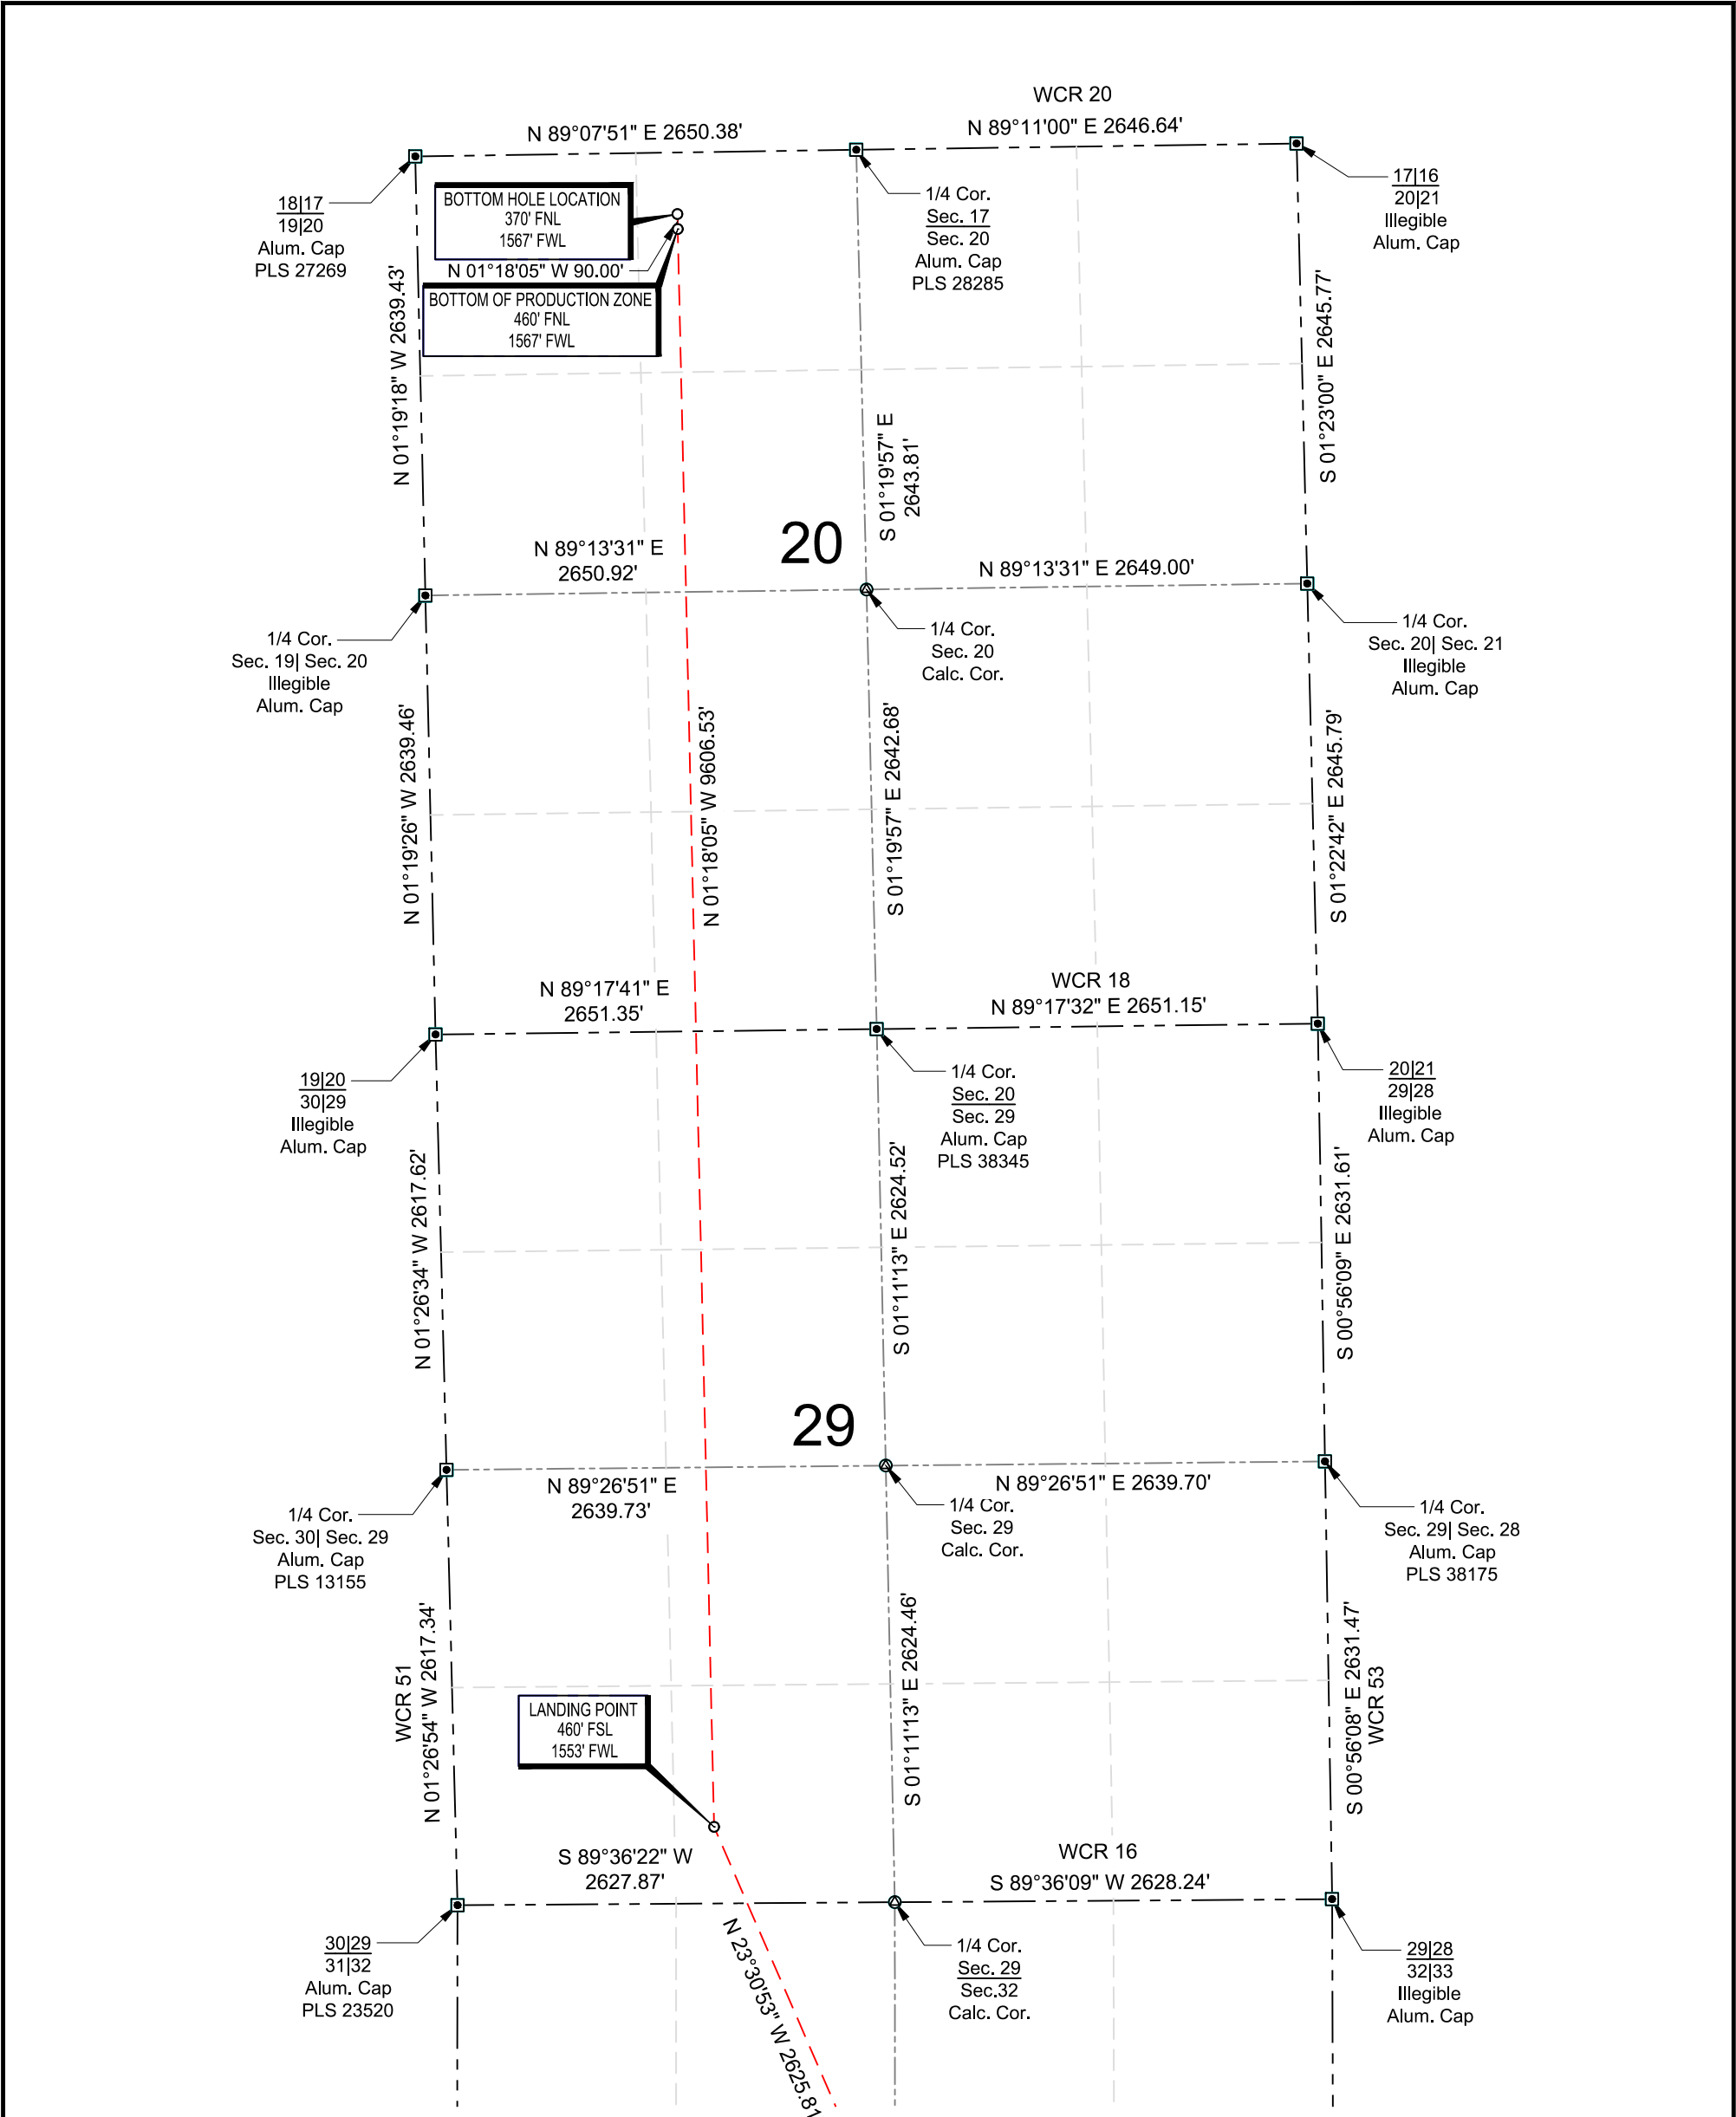 WCR 20
N 89°07'51" E 2650.38'
N 89°11'00" E 2646.64'
18|17
19|20
Alum. Cap
PLS 27269
BOTTOM HOLE LOCATION
370' FNL
1567' FWL
N 01°18'05" W 90.00'
BOTTOM OF PRODUCTION ZONE
460' FNL
1567' FWL
1/4 Cor.
Sec. 17
Sec. 20
Alum. Cap
PLS 28285
17|16
20|21
Illegible
Alum. Cap
N 01°19'18" W 2639.43'
S 01°19'57" E
2643.81'
S 01°23'00" E 2645.77'
20
N 89°13'31" E
2650.92'
N 89°13'31" E 2649.00'
1/4 Cor.
Sec. 19| Sec. 20
Illegible
Alum. Cap
1/4 Cor.
Sec. 20
Calc. Cor.
1/4 Cor.
Sec. 20| Sec. 21
Illegible
Alum. Cap
N 01°19'26" W 2639.46'
N 01°18'05" W 9606.53'
S 01°19'57" E 2642.68'
S 01°22'42" E 2645.79'
N 89°17'41" E
2651.35'
WCR 18
N 89°17'32" E 2651.15'
19|20
30|29
Illegible
Alum. Cap
1/4 Cor.
Sec. 20
Sec. 29
Alum. Cap
PLS 38345
20|21
29|28
Illegible
Alum. Cap
N 01°26'34" W 2617.62'
S 01°11'13" E 2624.52'
S 00°56'09" E 2631.61'
29
N 89°26'51" E
2639.73'
N 89°26'51" E 2639.70'
1/4 Cor.
Sec. 30| Sec. 29
Alum. Cap
PLS 13155
1/4 Cor.
Sec. 29
Calc. Cor.
1/4 Cor.
Sec. 29| Sec. 28
Alum. Cap
PLS 38175
WCR 51
N 01°26'54" W 2617.34'
LANDING POINT
460' FSL
1553' FWL
S 01°11'13" E 2624.46'
S 00°56'08" E 2631.47'
WCR 53
S 89°36'22" W
2627.87'
WCR 16
S 89°36'09" W 2628.24'
30|29
31|32
Alum. Cap
PLS 23520
N 23°30'53" W 2625.81
1/4 Cor.
Sec. 29
Sec.32
Calc. Cor.
29|28
32|33
Illegible
Alum. Cap